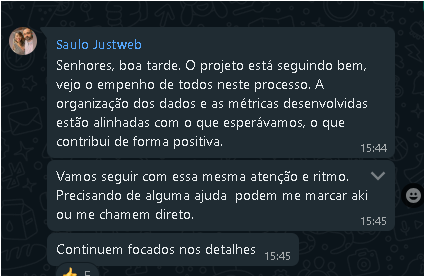 Saulo Justweb
Senhores, boa tarde. O projeto está seguindo bem,
vejo o empenho de todos neste processo. A
organização dos dados e as métricas desenvolvidas
estão alinhadas com o que esperávamos, o que
contribui de forma positiva.
15:44
Vamos seguir com essa mesma atenção e ritmo.
Precisando de alguma ajuda  podem me marcar aki
ou me chamem direto.
15:45
Continuem focados nos detalhes 15:45
5